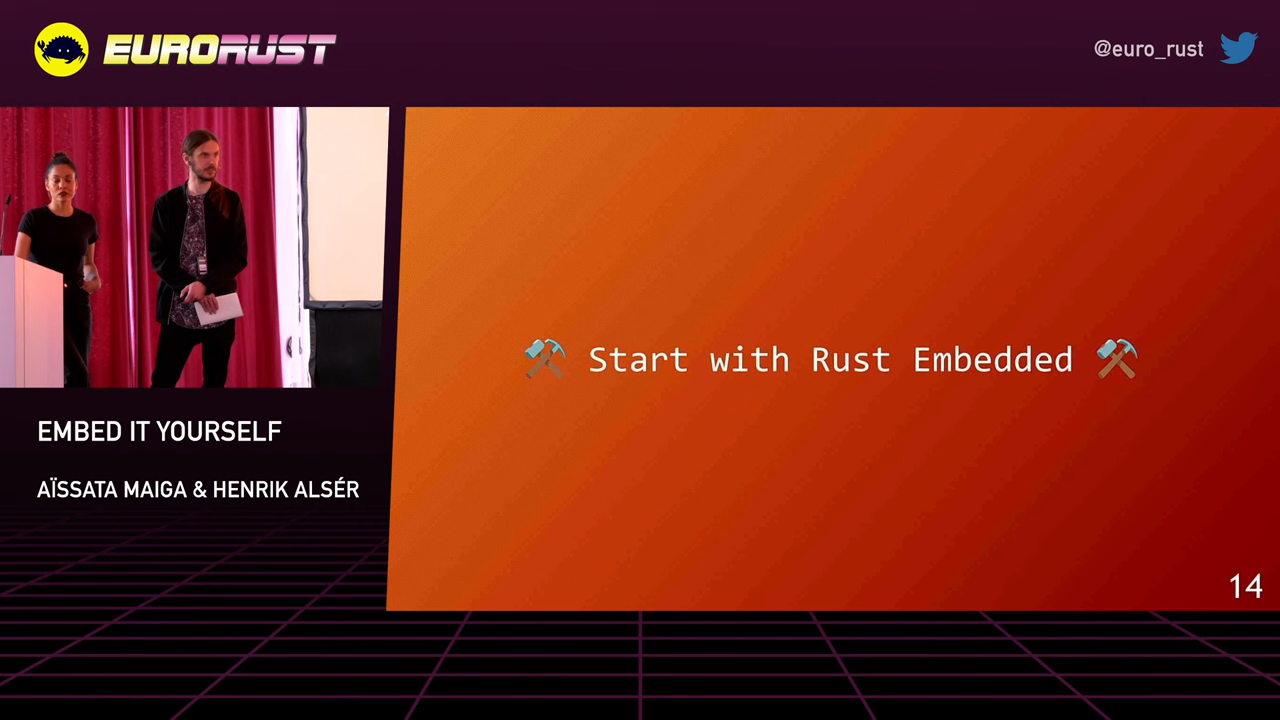 EURORUST
@euro_rust
⚒ Start with Rust Embedded ⚒
EMBED IT YOURSELF
AÏSSATA MAIGA & HENRIK ALSÉR
14